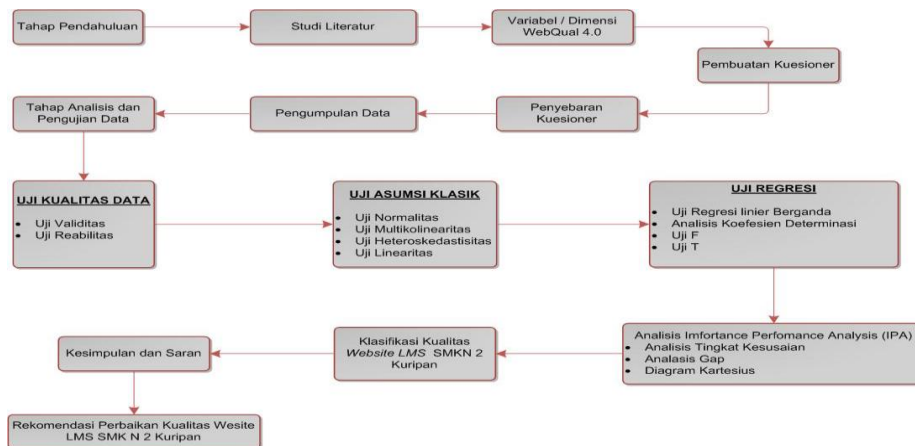 Tahap Pendahuluan
Studi Literatur
Variabel / Dimensi
WebQual 4.0
Pembuatan Kuesioner
Penyebaran
Kuesioner
Pengumpulan Data
Tahap Analisis dan
Pengujian Data
UJI KUALITAS DATA
• Uji Validitas
• Uji Reabilitas
UJI ASUMSI KLASIK
• Uji Normalitas
• Uji Multikolinearitas
• Uji Heteroskedastisitas
• Uji Linearitas
UJI REGRESI
• Uji Regresi linier Berganda
• Analisis Koefesien Determinasi
• Uji F
• Uji T
Analisis Imfortance Perfomance Analysis (IPA)
• Analisis Tingkat Kesusaian
• Analasis Gap
• Diagram Kartesius
Klasifikasi Kualitas
Website LMS SMKN 2
Kuripan
Kesimpulan dan Saran
Rekomendasi Perbaikan Kualitas Wesite
LMS SMK N 2 Kuripan